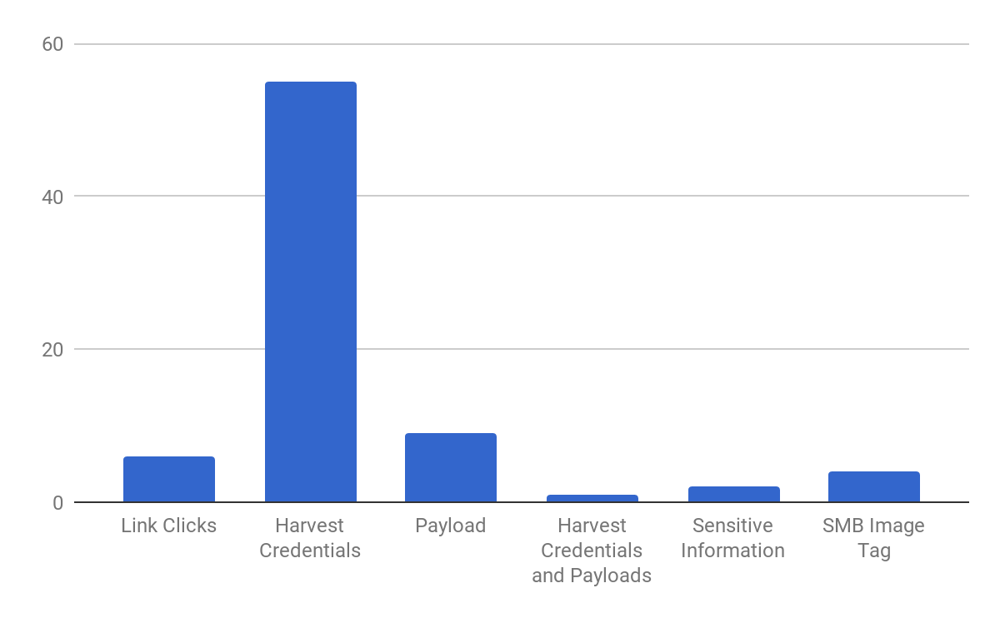 60
40
20
0
Link Clicks
Harvest
Credentials
Payload
Harvest
Credentials
and Payloads
Sensitive
Information
SMB Image
Tag